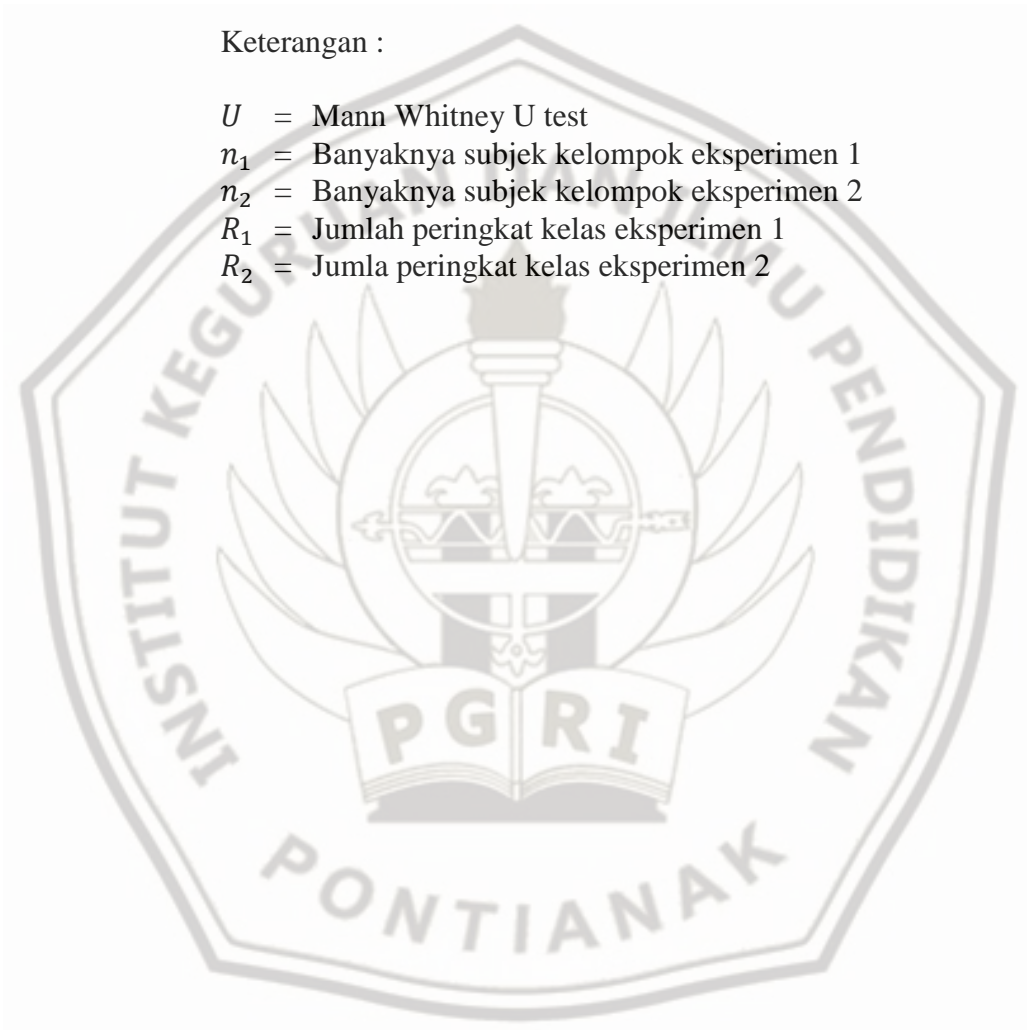 Keterangan :
U = Mann Whitney U test
n₁ = Banyaknya subjek kelompok eksperimen 1
n₂ = Banyaknya subjek kelompok eksperimen 2
R₁ = Jumlah peringkat kelas eksperimen 1
R₂ = Jumla peringkat kelas eksperimen 2
INSTITUT KEGURUAN DAN ILMU PENDIDIKAN
PGRI
PONTIANAK